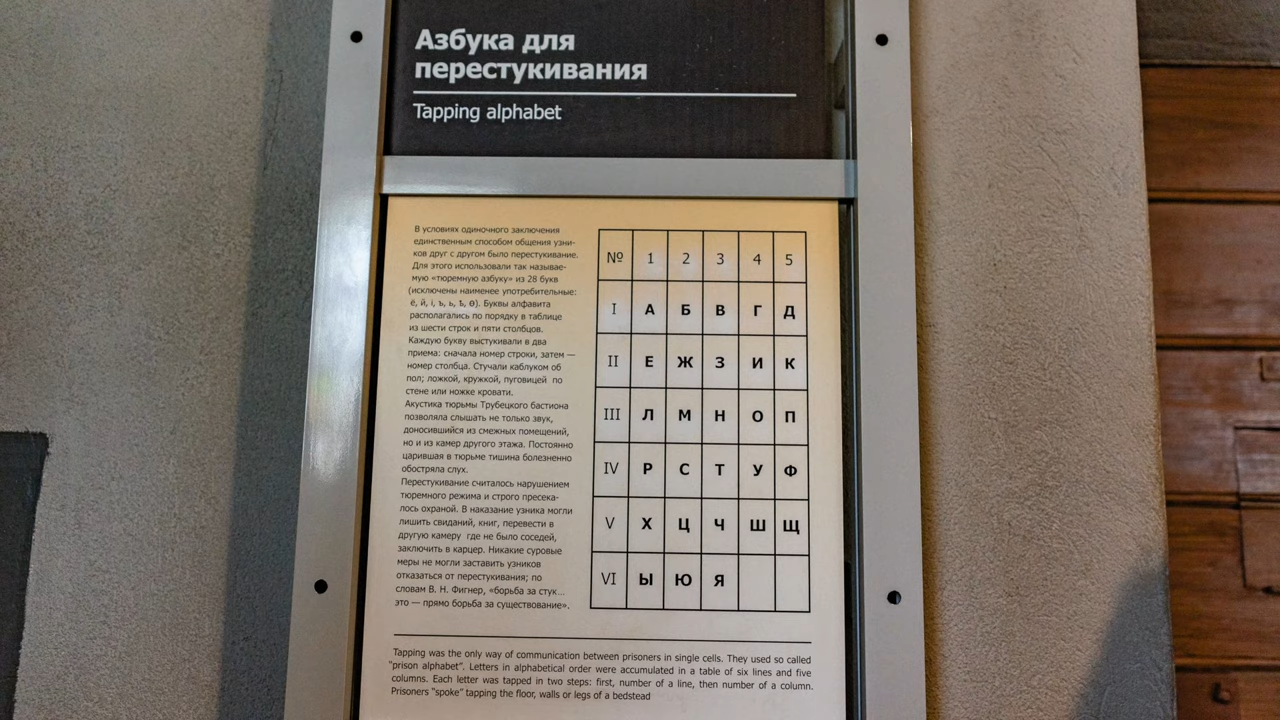 Азбука для
перестукивания
Tapping alphabet
В условиях одиночного заключения
единственным способом общения узни-
ков друг с другом было перестукивание.
Для этого использовали так называе-
мую «тюремную азбуку» из 28 букв
(исключены наименее употребительные:
ё, й, і, ъ, ь, ѣ, ѳ). Буквы алфавита
располагались по порядку в таблице
из шести строк и пяти столбцов.
Каждую букву выстукивали в два
приема: сначала номер строки, затем —
номер столбца. Стучали каблуком об
пол; ложкой, кружкой, пуговицей по
стене или ножке кровати.
Акустика тюрьмы Трубецкого бастиона
позволяла слышать не только звук,
доносившийся из смежных помещений,
но и из камер другого этажа. Постоянно
царившая в тюрьме тишина болезненно
обостряла слух.
Перестукивание считалось нарушением
тюремного режима и строго пресека-
лось охраной. В наказание узника могли
лишить свиданий, книг, перевести в
другую камеру где не было соседей,
заключить в карцер. Никакие суровые
меры не могли заставить узников
отказаться от перестукивания; по
словам В. Н. Фигнер, «борьба за стук...
это — прямо борьба за существование».
№ 1 2 3 4 5
I А Б В Г Д
II Е Ж З И К
III Л М Н О П
IV Р С Т У Ф
V Х Ц Ч Ш Щ
VI Ы Ю Я
Tapping was the only way of communication between prisoners in single cells. They used so called
"prison alphabet". Letters in alphabetical order were accumulated in a table of six lines and five
columns. Each letter was tapped in two steps: first, number of a line, then number of a column.
Prisoners "spoke" tapping the floor, walls or legs of a bedstead